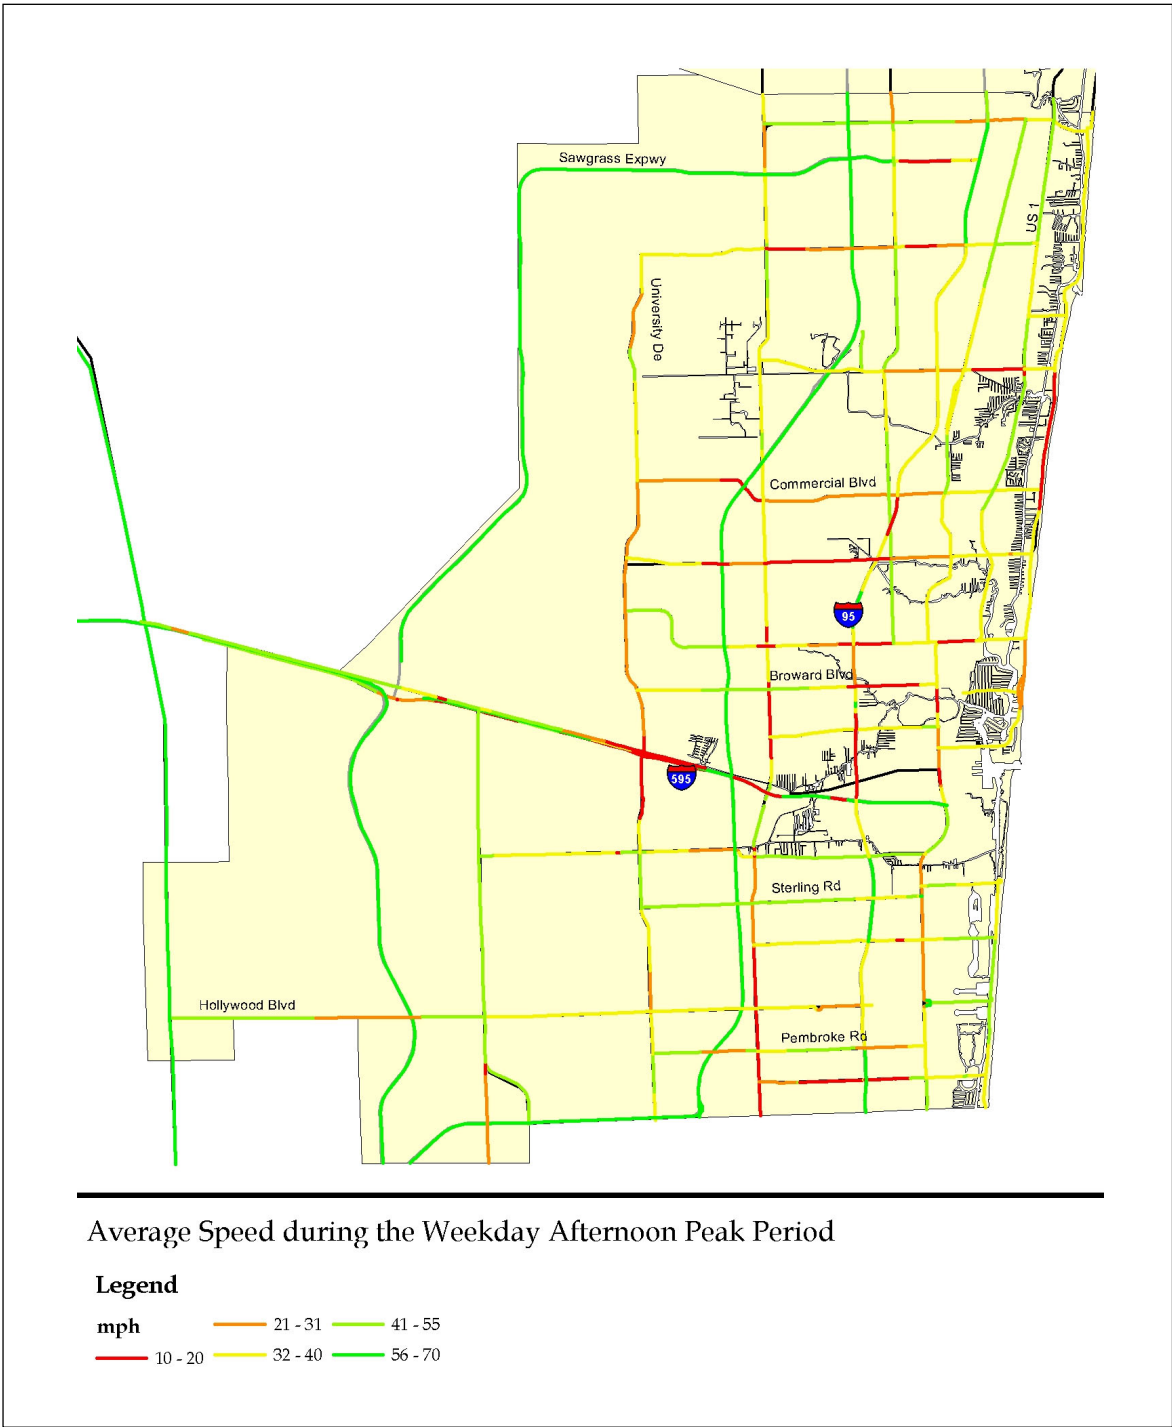 Sawgrass Expwy
US 1
University De
Commercial Blvd
95
Broward Blvd
595
Sterling Rd
Hollywood Blvd
Pembroke Rd
Average Speed during the Weekday Afternoon Peak Period
Legend
mph
21 - 31
41 - 55
10 - 20
32 - 40
56 - 70